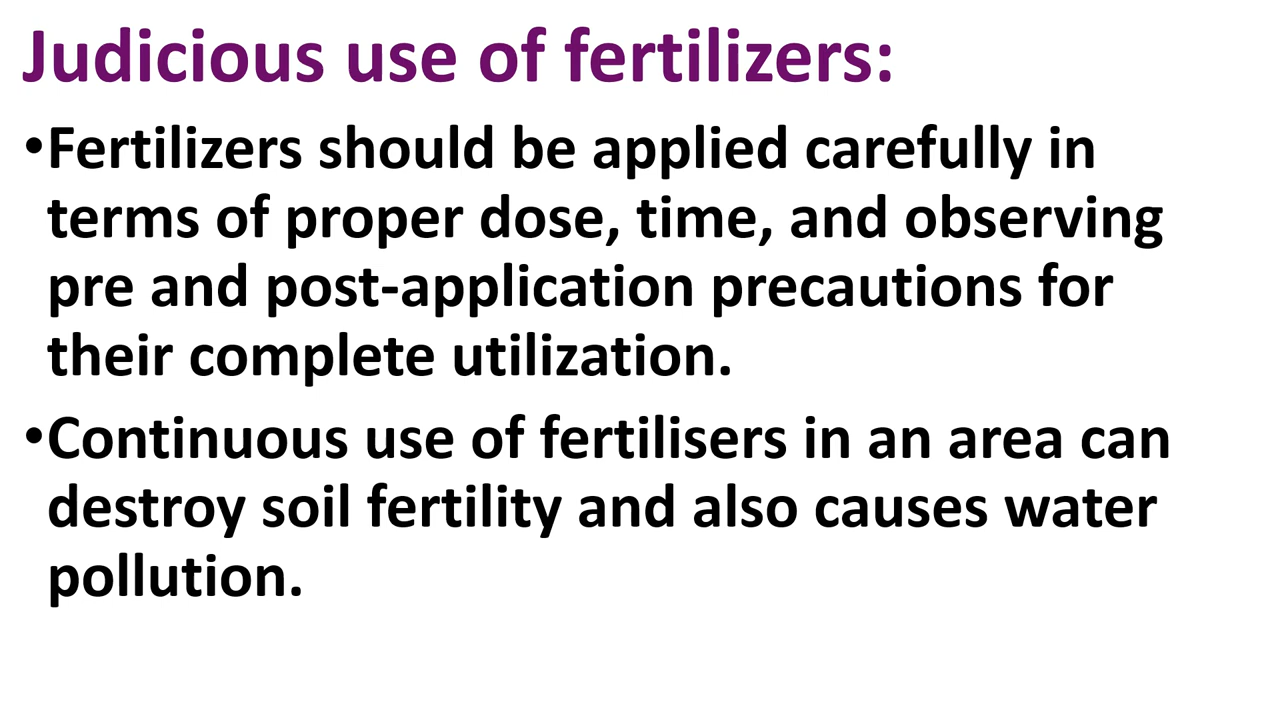 Judicious use of fertilizers:
•Fertilizers should be applied carefully in
terms of proper dose, time, and observing
pre and post-application precautions for
their complete utilization.
•Continuous use of fertilisers in an area can
destroy soil fertility and also causes water
pollution.